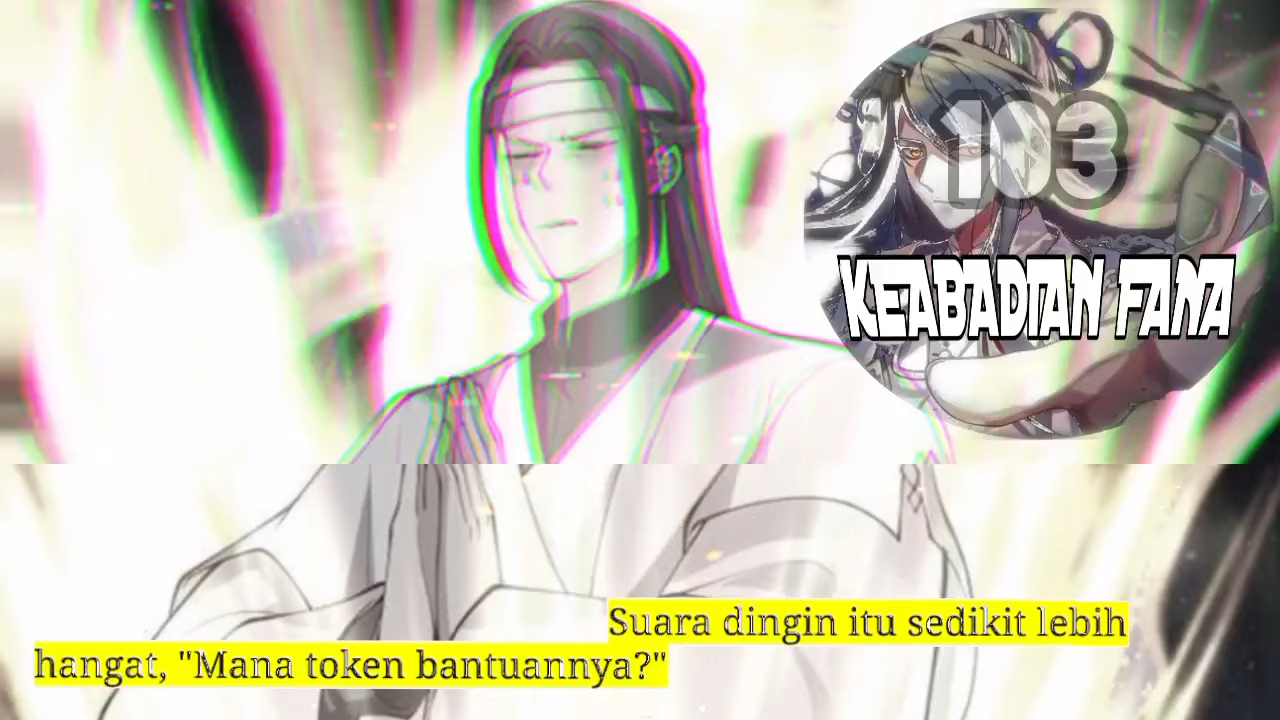 103
KEABADIAN FANA
Suara dingin itu sedikit lebih
hangat, "Mana token bantuannya?"